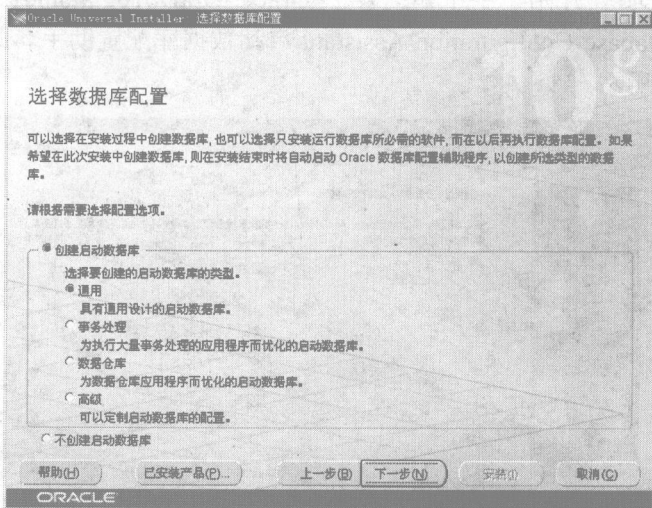 Oracle Universal Installer: 选择数据库配置
10g
选择数据库配置
可以选择在安装过程中创建数据库, 也可以选择只安装运行数据库所必需的软件, 而在以后再执行数据库配置。如果
希望在此次安装中创建数据库, 则在安装结束时将自动启动 Oracle 数据库配置辅助程序, 以创建所选类型的数据
库。
请根据需要选择配置选项。
创建启动数据库
选择要创建的启动数据库的类型。
通用
具有通用设计的启动数据库。
事务处理
为执行大量事务处理的应用程序而优化的启动数据库。
数据仓库
为数据仓库应用程序而优化的启动数据库。
高级
可以定制启动数据库的配置。
不创建启动数据库
帮助(H) 已安装产品(P)... 上一步(B) 下一步(N) 安装(I) 取消(C)
ORACLE